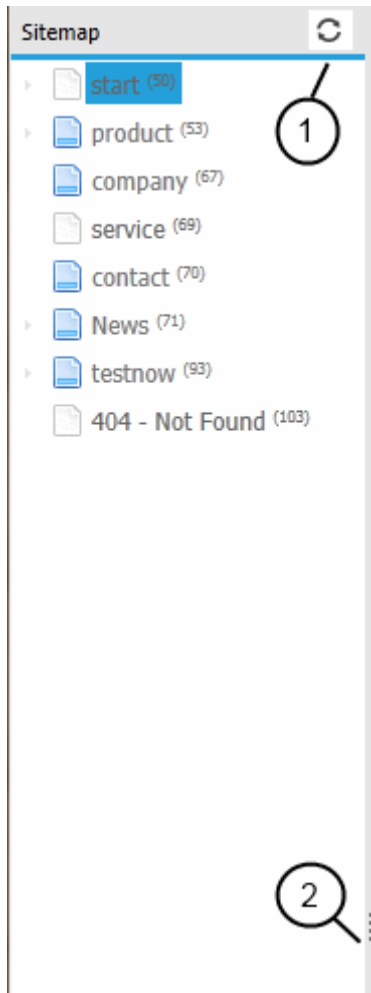 Sitemap
1
start (50)
product (53)
company (67)
service (69)
contact (70)
News (71)
testnow (93)
404 - Not Found (103)
2